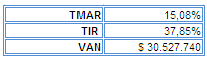 TMAR 15,08%
TIR 37,85%
VAN $ 30.527.740